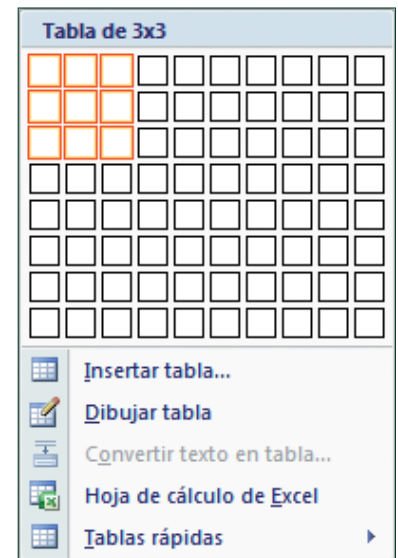 Tabla de 3x3
Insertar tabla...
Dibujar tabla
Convertir texto en tabla...
Hoja de cálculo de Excel
Tablas rápidas